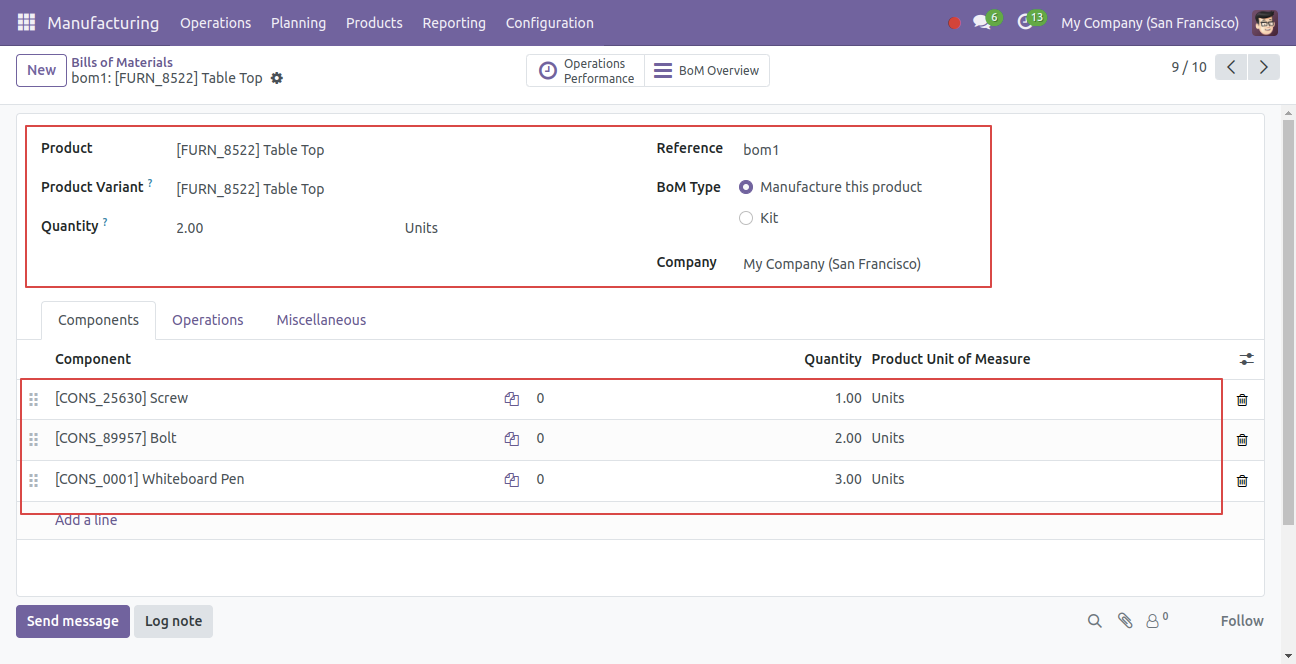 Manufacturing Operations Planning Products Reporting Configuration 6 13 My Company (San Francisco)
New Bills of Materials Operations Performance BoM Overview 9 / 10
bom1: [FURN_8522] Table Top
Product [FURN_8522] Table Top Reference bom1
Product Variant ? [FURN_8522] Table Top BoM Type Manufacture this product
Quantity ? 2.00 Units Kit
Company My Company (San Francisco)
Components Operations Miscellaneous
Component Quantity Product Unit of Measure
[CONS_25630] Screw 0 1.00 Units
[CONS_89957] Bolt 0 2.00 Units
[CONS_0001] Whiteboard Pen 0 3.00 Units
Add a line
Send message Log note 0 Follow